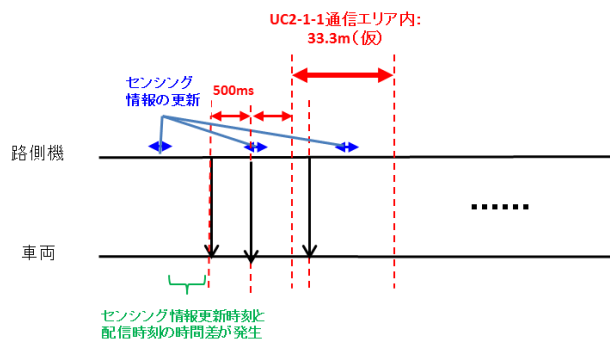 UC2-1-1通信エリア内:
33.3m(仮)
センシング
情報の更新
500ms
路側機
車両
センシング情報更新時刻と
配信時刻の時間差が発生